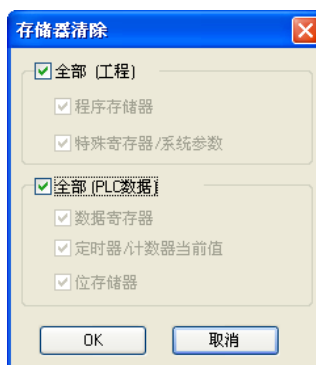 存储器清除
全部 (工程)
程序存储器
特殊寄存器/系统参数
全部 (PLC数据)
数据寄存器
定时器/计数器当前值
位存储器
OK
取消